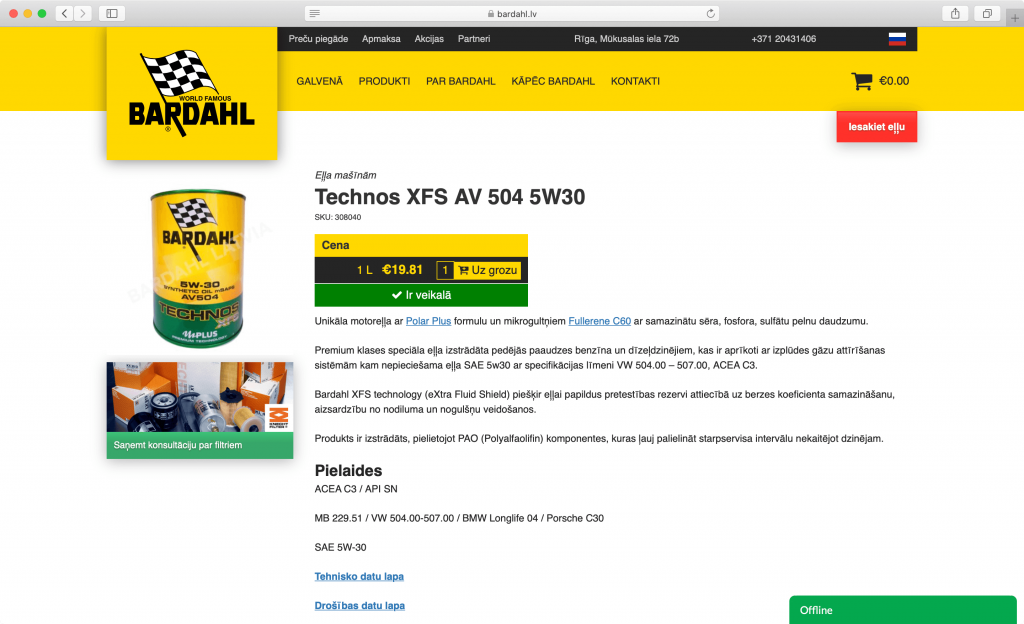 bardahl.lv
Preču piegāde Apmaksa Akcijas Partneri Rīga, Mūkusalas iela 72b +371 20431406
GALVENĀ PRODUKTI PAR BARDAHL KĀPĒC BARDAHL KONTAKTI €0.00
WORLD FAMOUS
BARDAHL
®
Iesakiet eļļu
Eļļa mašīnām
Technos XFS AV 504 5W30
SKU: 308040
Cena
1 L €19.81 1 Uz grozu
Ir veikalā
BARDAHL
BARDAHL LATVIA
5W-30
SYNTHETIC OIL mSAPS
AV504
TECHNOS
XFS
PLUS
Unikāla motoreļļa ar Polar Plus formulu un mikrogultņiem Fullerene C60 ar samazinātu sēra, fosfora, sulfātu pelnu daudzumu.
Premium klases speciāla eļļa izstrādāta pedējās paaudzes benzīna un dīzeļdzinējiem, kas ir aprīkoti ar izplūdes gāzu attīrīšanas
sistēmām kam nepieciešama eļļa SAE 5w30 ar specifikācijas līmeni VW 504.00 – 507.00, ACEA C3.
Bardahl XFS technology (eXtra Fluid Shield) piešķir eļļai papildus pretestības rezervi attiecībā uz berzes koeficienta samazināšanu,
aizsardzību no nodiluma un nogulšņu veidošanos.
Produkts ir izstrādāts, pielietojot PAO (Polyalfaolifin) komponentes, kuras ļauj palielināt starpservisa intervālu nekaitējot dzinējam.
Saņemt konsultāciju par filtriem
Pielaides
ACEA C3 / API SN
MB 229.51 / VW 504.00-507.00 / BMW Longlife 04 / Porsche C30
SAE 5W-30
Tehnisko datu lapa
Drošības datu lapa
Offline